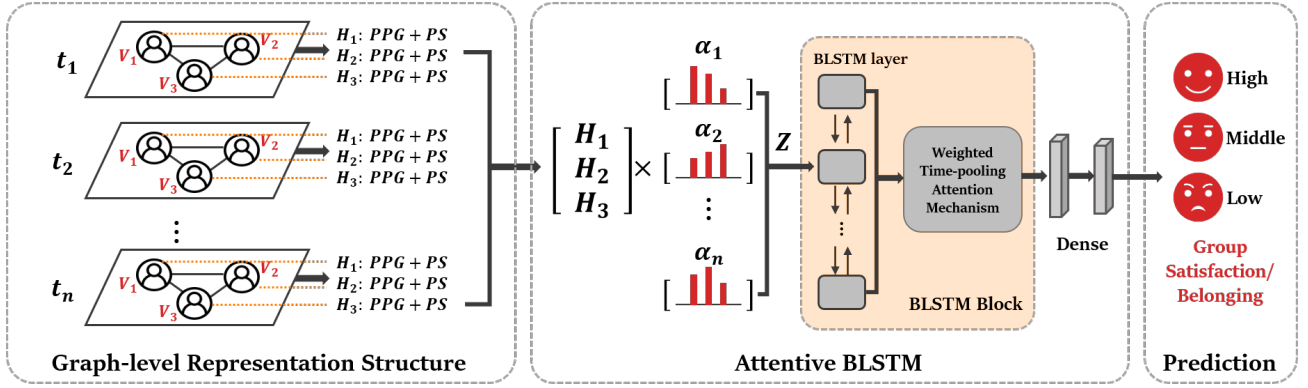 t1
V1
V2
V3
H1: PPG + PS
H2: PPG + PS
H3: PPG + PS
t2
V1
V2
V3
H1: PPG + PS
H2: PPG + PS
H3: PPG + PS
⋮
tn
V1
V2
V3
H1: PPG + PS
H2: PPG + PS
H3: PPG + PS
Graph-level Representation Structure
[ H1
H2
H3 ]
×
α1
[ ]
α2
[ ]
⋮
αn
[ ]
Z
BLSTM layer
...
Weighted
Time-pooling
Attention
Mechanism
BLSTM Block
Dense
Attentive BLSTM
High
Middle
Low
Group
Satisfaction/
Belonging
Prediction